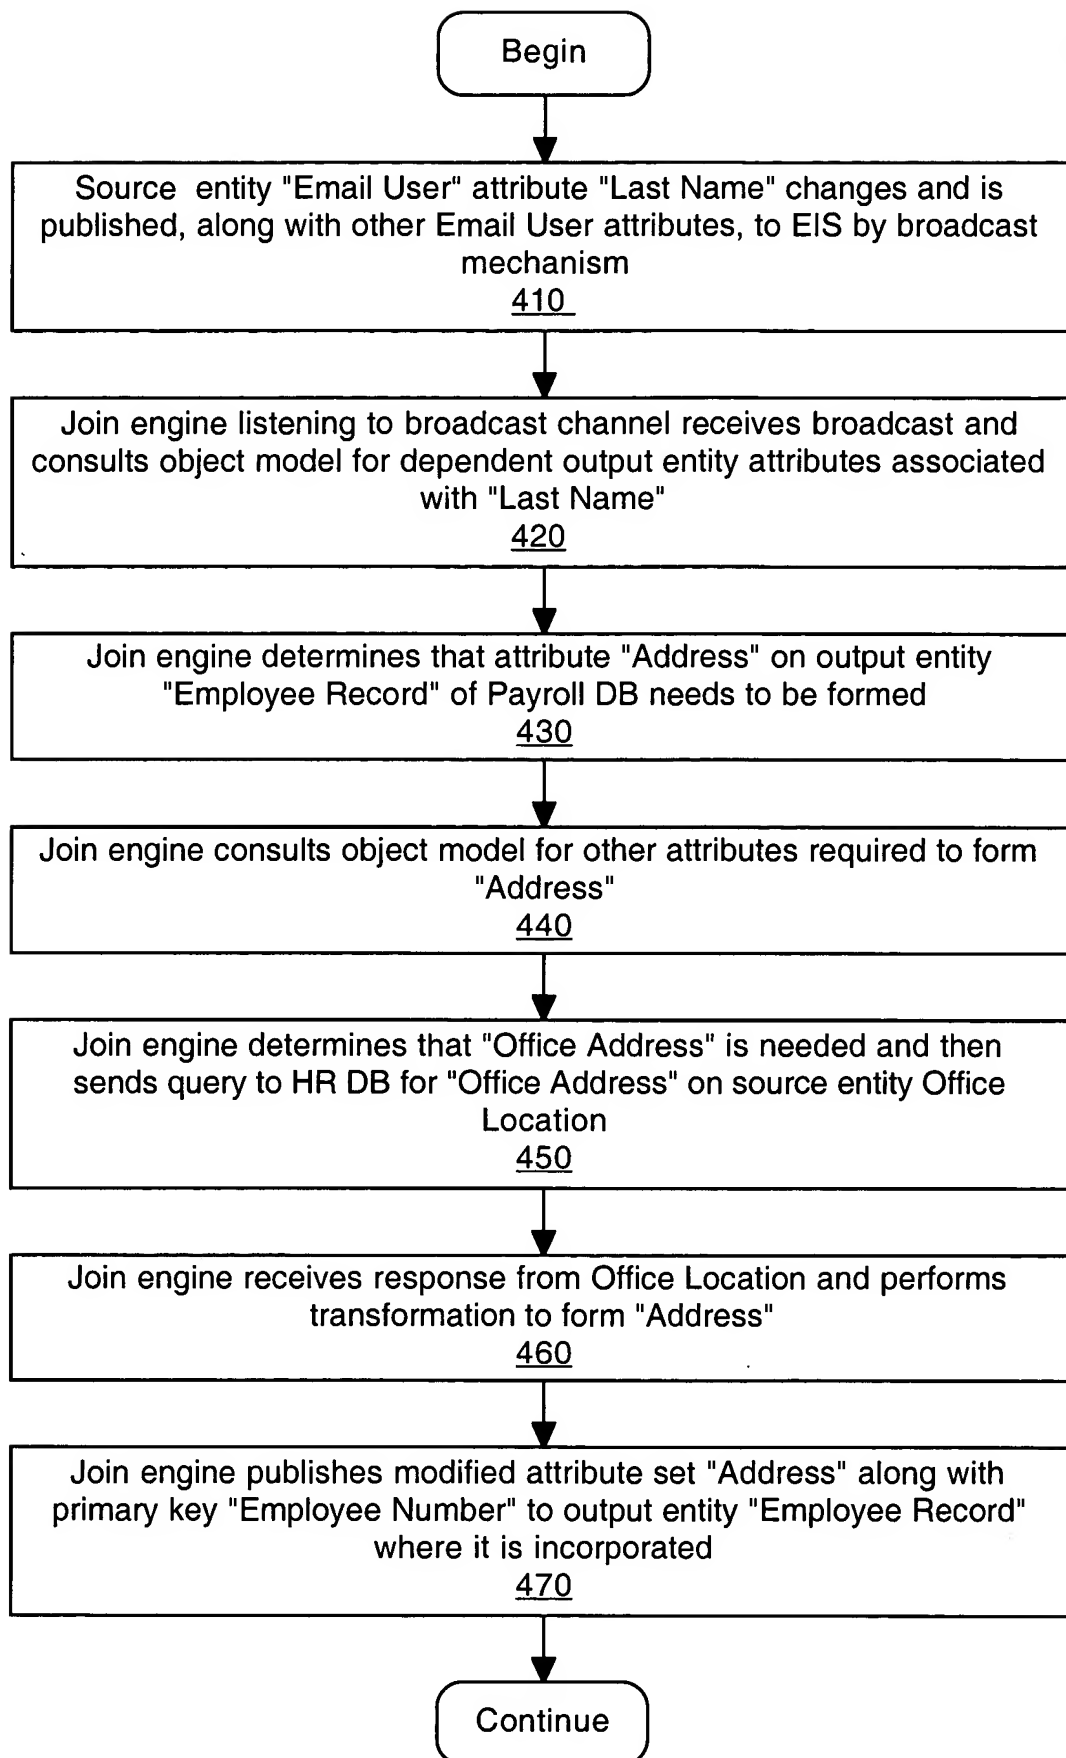 Begin
Source entity "Email User" attribute "Last Name" changes and is
published, along with other Email User attributes, to EIS by broadcast
mechanism
410
Join engine listening to broadcast channel receives broadcast and
consults object model for dependent output entity attributes associated
with "Last Name"
420
Join engine determines that attribute "Address" on output entity
"Employee Record" of Payroll DB needs to be formed
430
Join engine consults object model for other attributes required to form
"Address"
440
Join engine determines that "Office Address" is needed and then
sends query to HR DB for "Office Address" on source entity Office
Location
450
Join engine receives response from Office Location and performs
transformation to form "Address"
460
Join engine publishes modified attribute set "Address" along with
primary key "Employee Number" to output entity "Employee Record"
where it is incorporated
470
Continue